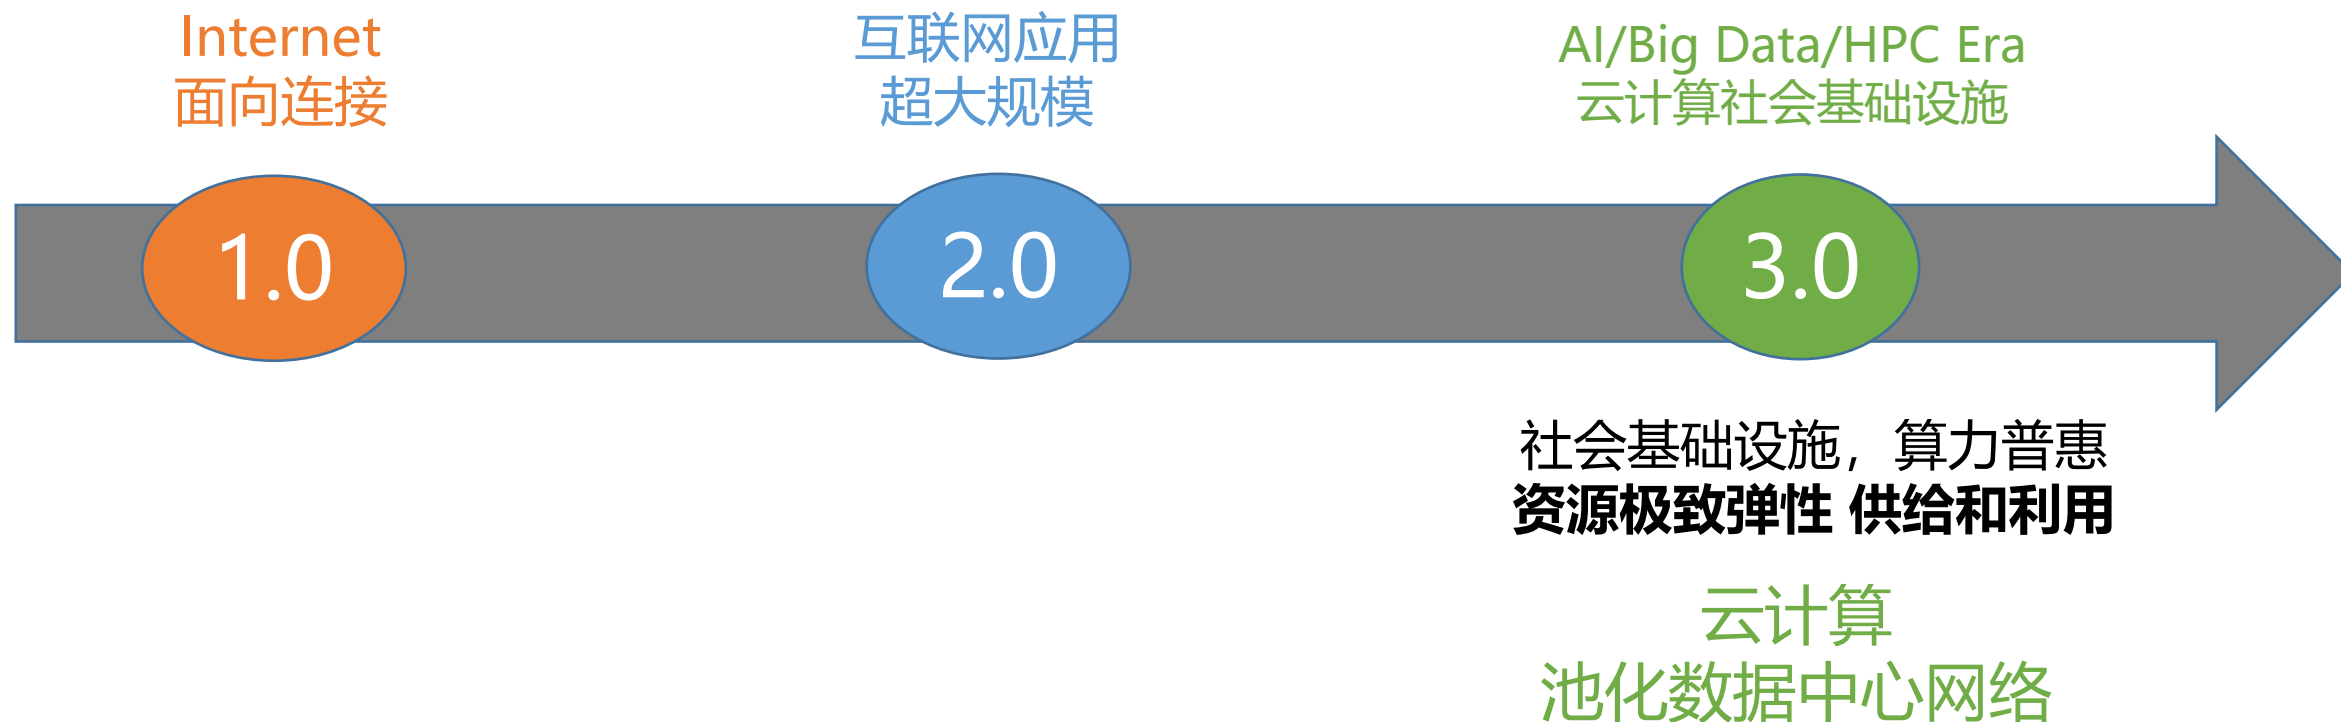 Internet
面向连接
互联网应用
超大规模
AI/Big Data/HPC Era
云计算社会基础设施
1.0
2.0
3.0
社会基础设施，算力普惠
资源极致弹性 供给和利用
云计算
池化数据中心网络